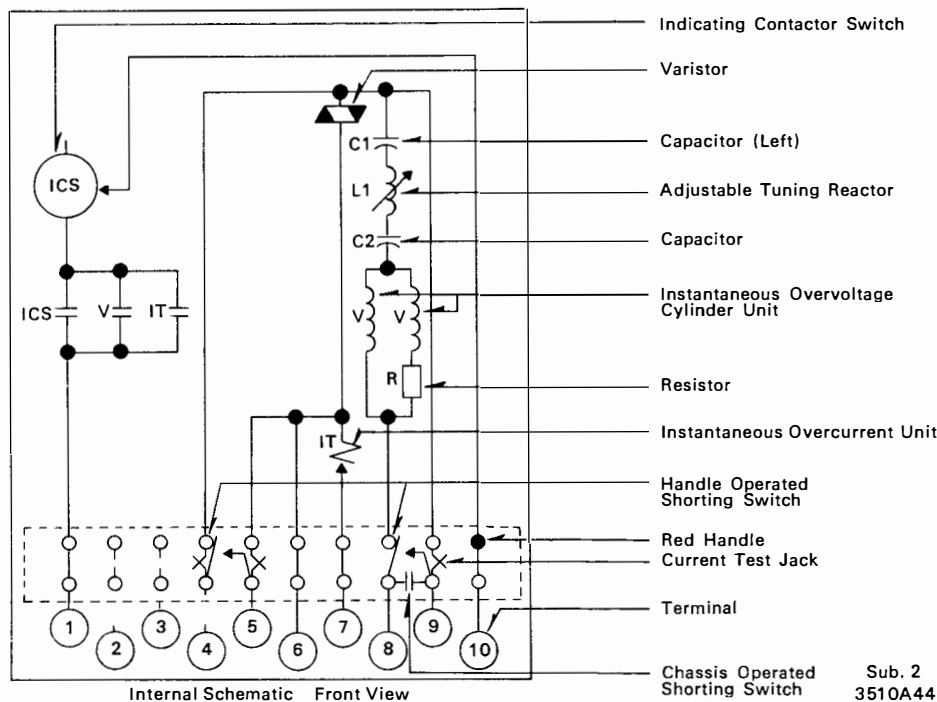 Indicating Contactor Switch
Varistor
C1
Capacitor (Left)
ICS
L1
Adjustable Tuning Reactor
C2
Capacitor
Instantaneous Overvoltage
Cylinder Unit
ICS
V
IT
V
V
R
Resistor
IT
Instantaneous Overcurrent Unit
Handle Operated
Shorting Switch
Red Handle
Current Test Jack
Terminal
1
2
3
4
5
6
7
8
9
10
Chassis Operated
Shorting Switch
Sub. 2
3510A44
Internal Schematic Front View